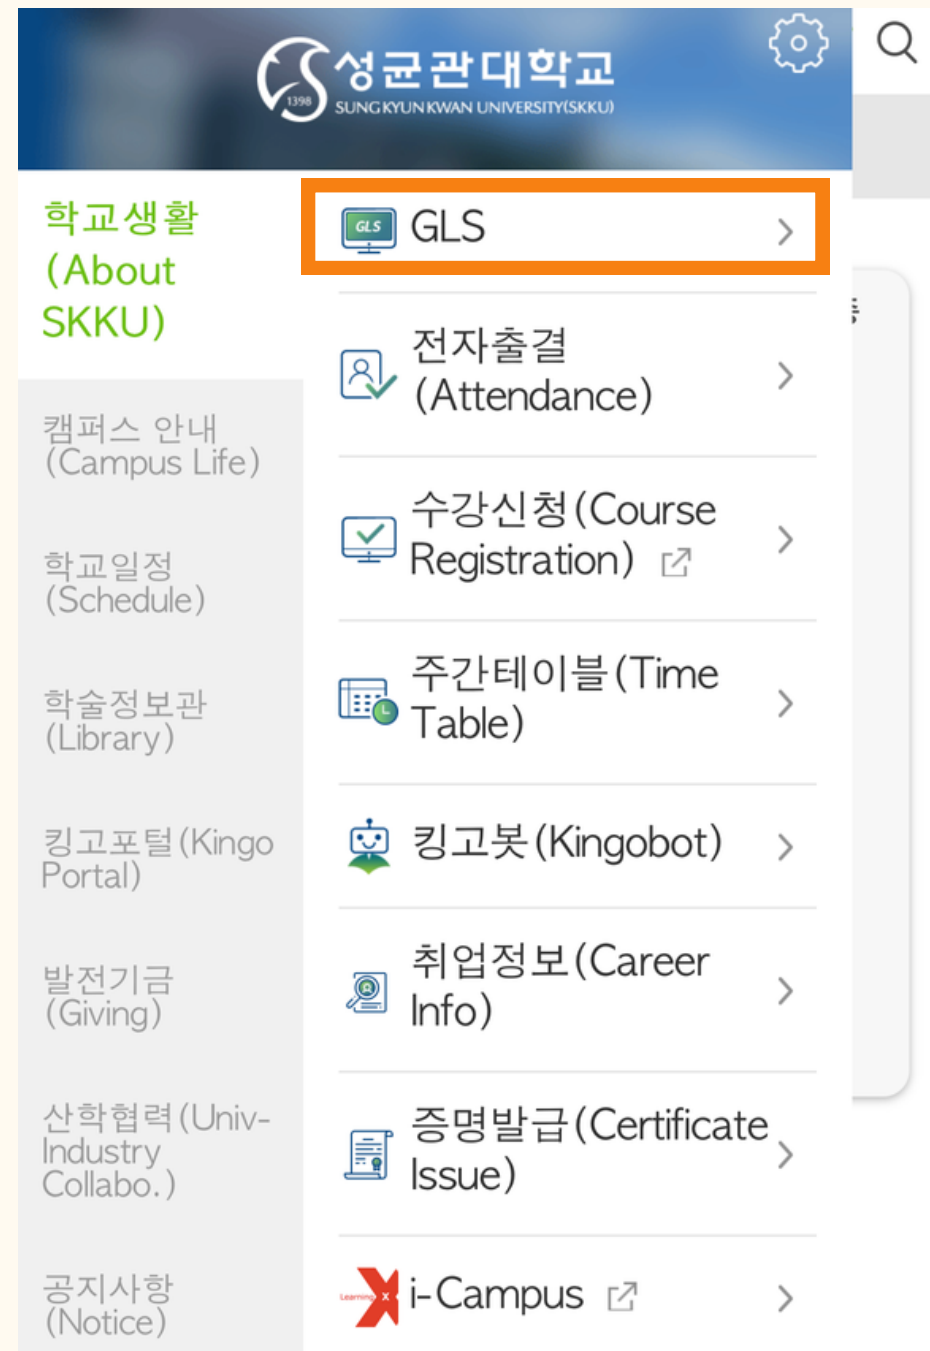 성균관대학교
1398
SUNG KYUN KWAN UNIVERSITY(SKKU)
학교생활
(About
SKKU)
캠퍼스 안내
(Campus Life)
학교일정
(Schedule)
학술정보관
(Library)
킹고포털(Kingo
Portal)
발전기금
(Giving)
산학협력(Univ-
Industry
Collabo.)
공지사항
(Notice)
GLS
GLS
전자출결
(Attendance)
수강신청(Course
Registration)
주간테이블(Time
Table)
킹고봇(Kingobot)
취업정보(Career
Info)
증명발급(Certificate
Issue)
Learning X
i-Campus